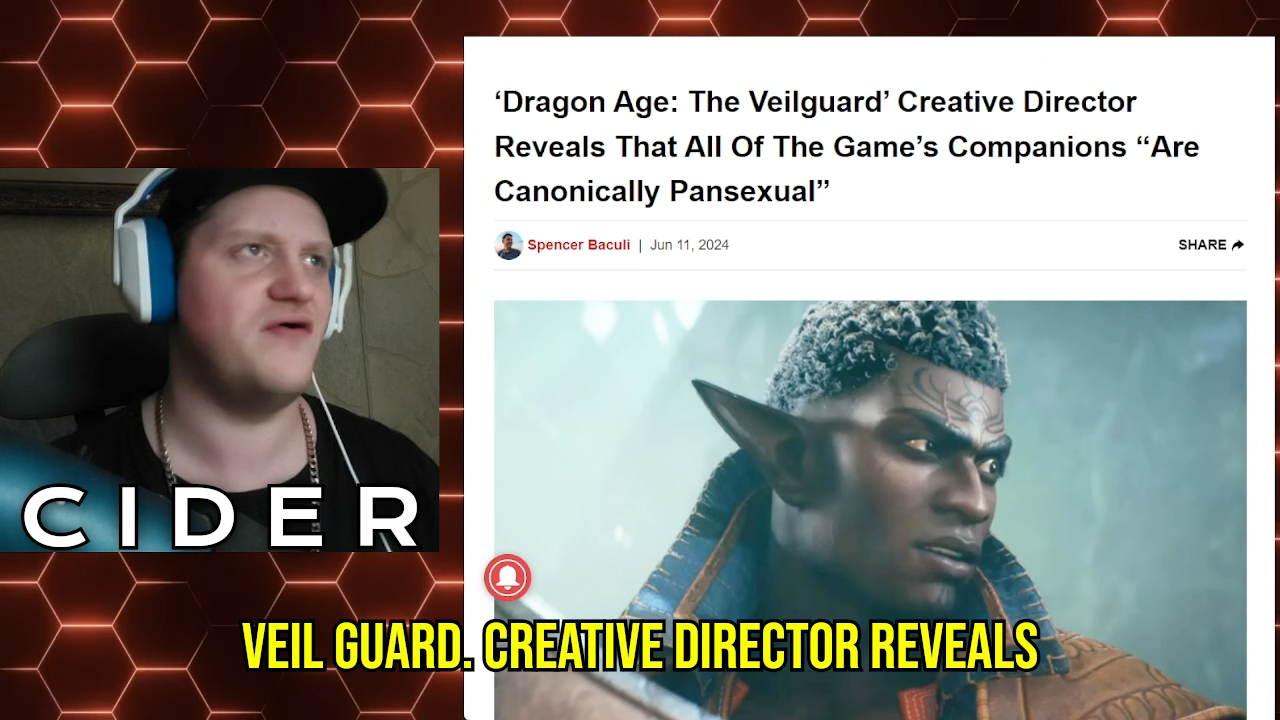 ‘Dragon Age: The Veilguard’ Creative Director
Reveals That All Of The Game’s Companions “Are
Canonically Pansexual”
Spencer Baculi | Jun 11, 2024
SHARE
CIDER
VEIL GUARD. CREATIVE DIRECTOR REVEALS